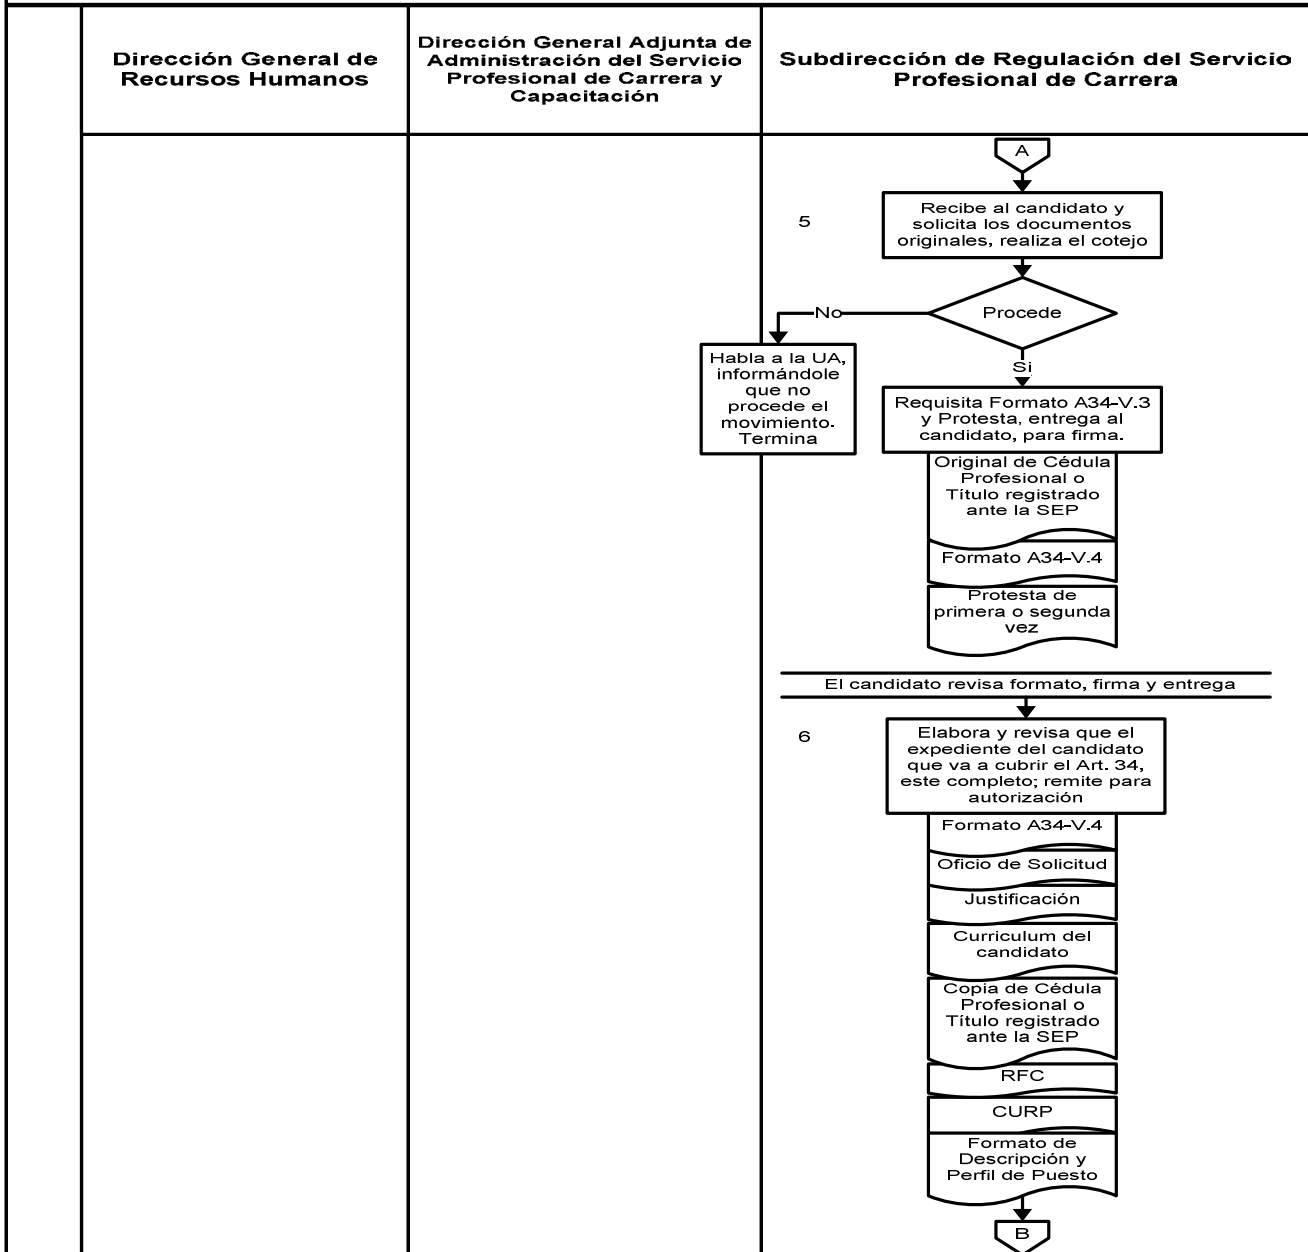 Dirección General de
Recursos Humanos
Dirección General Adjunta de
Administración del Servicio
Profesional de Carrera y
Capacitación
Subdirección de Regulación del Servicio
Profesional de Carrera
A
5
Recibe al candidato y
solicita los documentos
originales, realiza el cotejo
No
Procede
Habla a la UA,
informándole
que no
procede el
movimiento.
Termina
Si
Requisita Formato A34-V.3
y Protesta, entrega al
candidato, para firma.
Original de Cédula
Profesional o
Título registrado
ante la SEP
Formato A34-V.4
Protesta de
primera o segunda
vez
El candidato revisa formato, firma y entrega
6
Elabora y revisa que el
expediente del candidato
que va a cubrir el Art. 34,
este completo; remite para
autorización
Formato A34-V.4
Oficio de Solicitud
Justificación
Curriculum del
candidato
Copia de Cédula
Profesional o
Título registrado
ante la SEP
RFC
CURP
Formato de
Descripción y
Perfil de Puesto
B